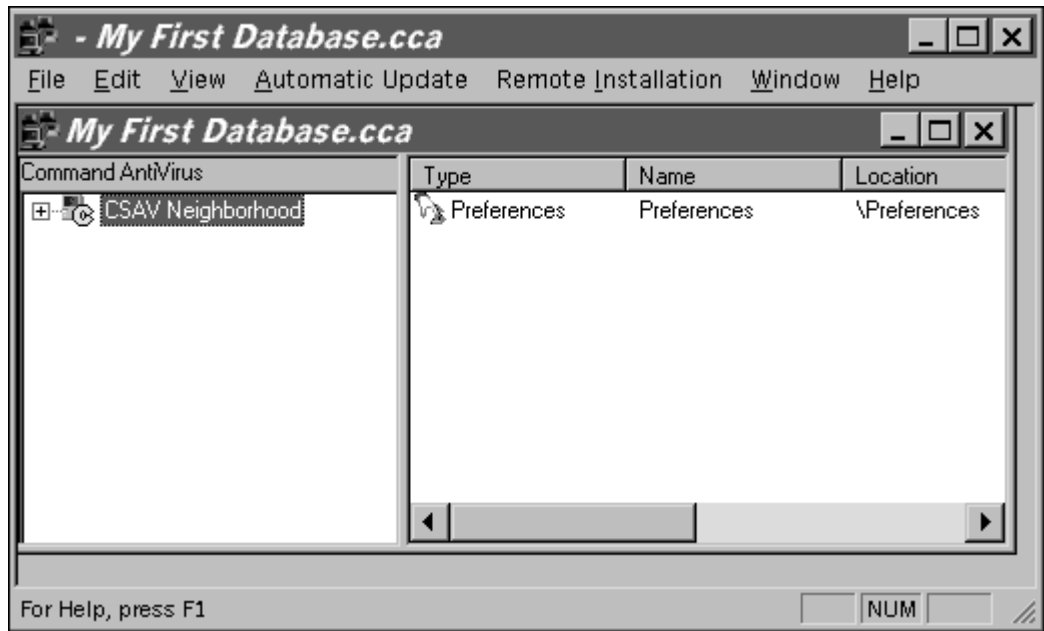 - My First Database.cca
File Edit View Automatic Update Remote Installation Window Help
My First Database.cca
Command AntiVirus
Type Name Location
CSAV Neighborhood
Preferences Preferences \Preferences
For Help, press F1
NUM